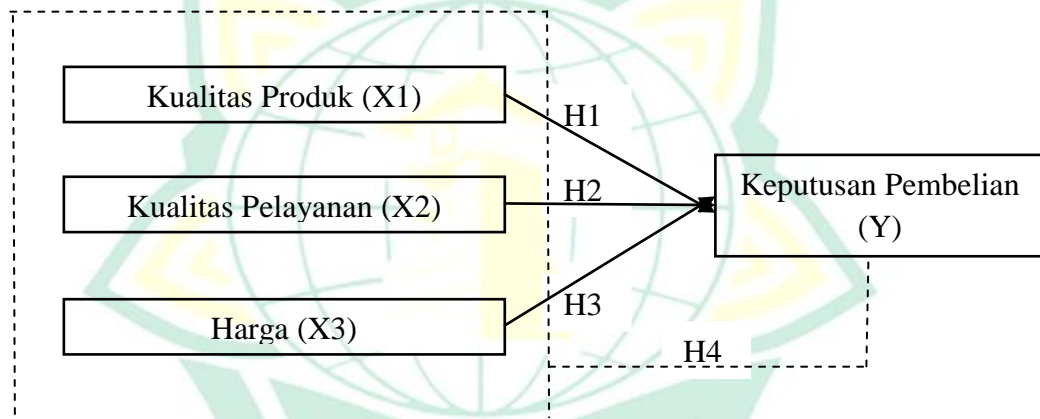 Kualitas Produk (X1)
H1
Kualitas Pelayanan (X2)
H2
Keputusan Pembelian
(Y)
Harga (X3)
H3
H4